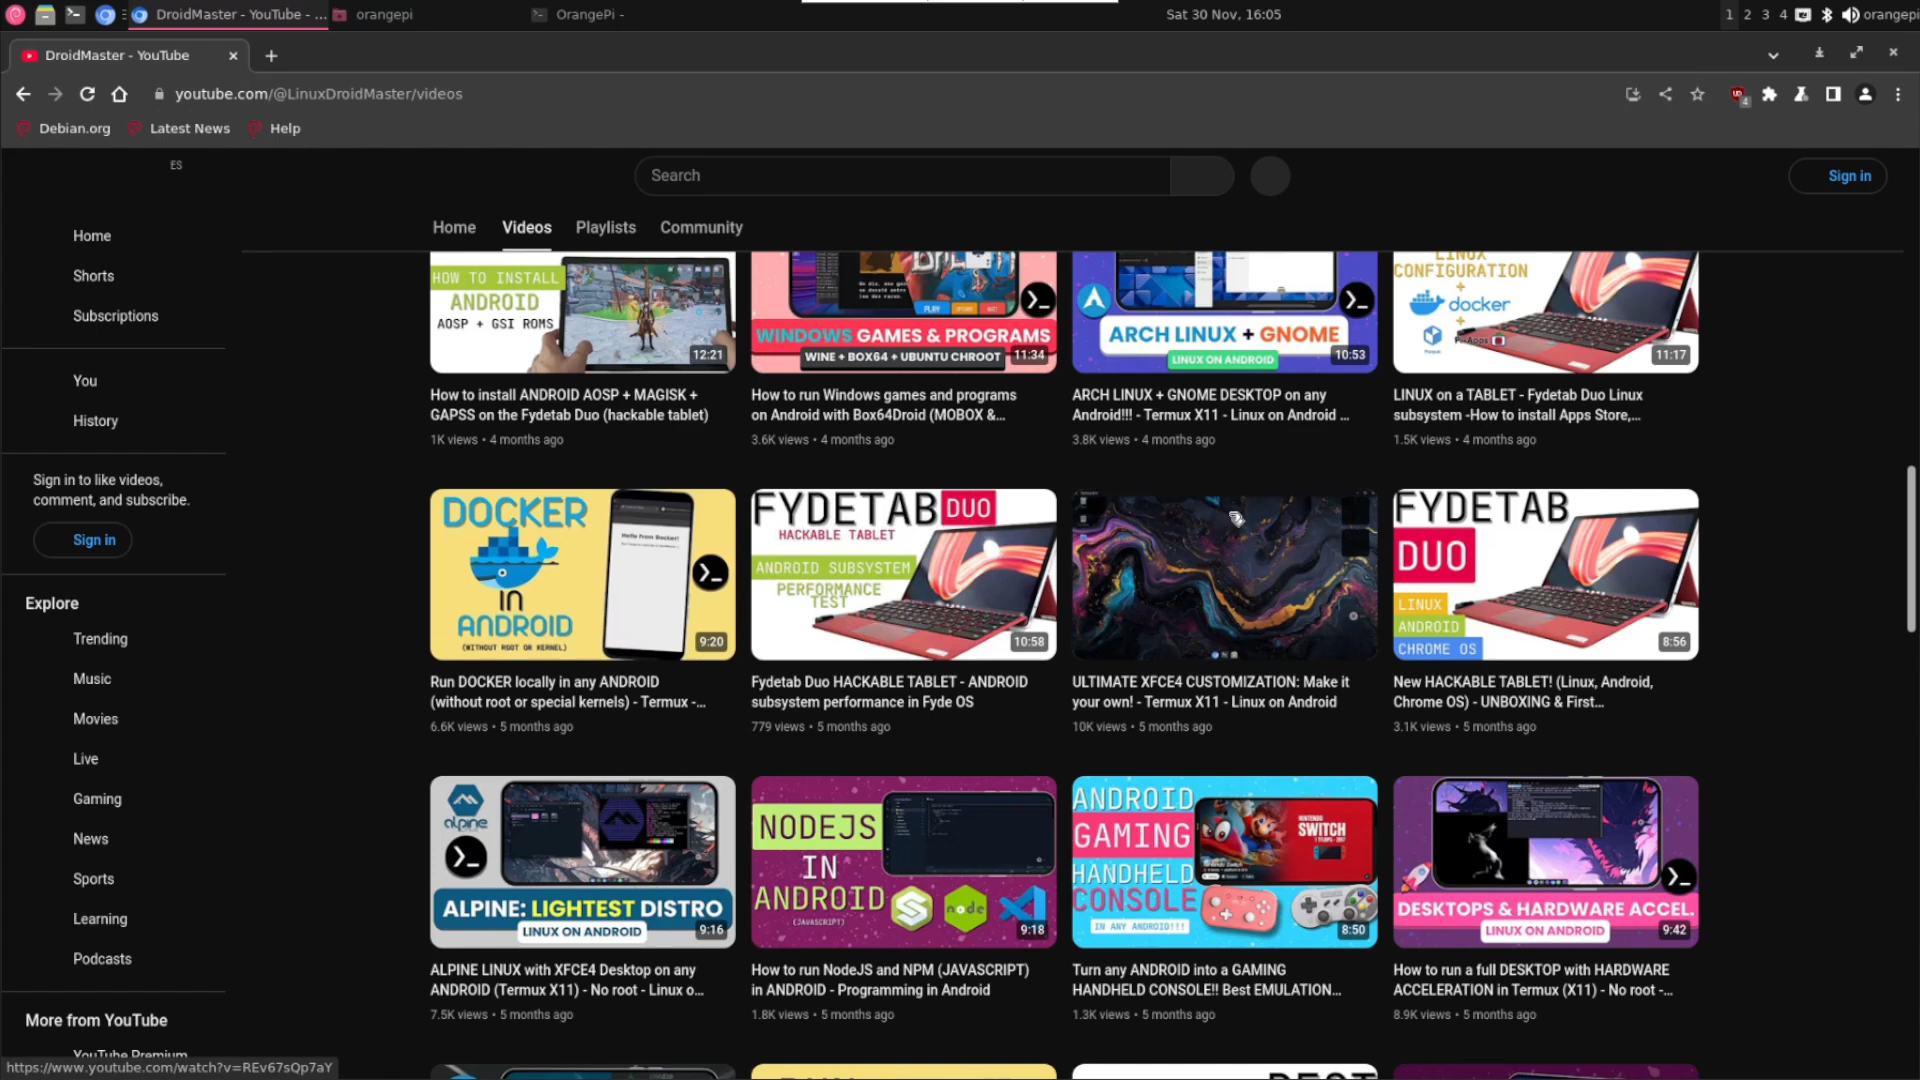 DroidMaster - YouTube - ...
orangepi
OrangePi -
Sat 30 Nov, 16:05
1 2 3 4
orangepi
DroidMaster - YouTube
youtube.com/@LinuxDroidMaster/videos
4
Debian.org
Latest News
Help
ES
Search
Sign in
Home
Videos
Playlists
Community
Home
Shorts
Subscriptions
You
History
Sign in to like videos,
comment, and subscribe.
Sign in
Explore
Trending
Music
Movies
Live
Gaming
News
Sports
Learning
Podcasts
More from YouTube
YouTube Premium
https://www.youtube.com/watch?v=REv67sQp7aY
HOW TO INSTALL
ANDROID
AOSP + GSI ROMS
12:21
How to install ANDROID AOSP + MAGISK +
GAPSS on the Fydetab Duo (hackable tablet)
1K views • 4 months ago
WINDOWS GAMES & PROGRAMS
WINE + BOX64 + UBUNTU CHROOT
11:34
How to run Windows games and programs
on Android with Box64Droid (MOBOX &...
3.6K views • 4 months ago
ARCH LINUX + GNOME
LINUX ON ANDROID
10:53
ARCH LINUX + GNOME DESKTOP on any
Android!!! - Termux X11 - Linux on Android ...
3.8K views • 4 months ago
LINUX
CONFIGURATION
+
docker
+
11:17
LINUX on a TABLET - Fydetab Duo Linux
subsystem -How to install Apps Store,...
1.5K views • 4 months ago
DOCKER
IN
ANDROID
(WITHOUT ROOT OR KERNEL)
Hello from Docker!
9:20
Run DOCKER locally in any ANDROID
(without root or special kernels) - Termux -...
6.6K views • 5 months ago
FYDETAB DUO
HACKABLE TABLET
ANDROID SUBSYSTEM
PERFORMANCE
TEST
10:58
Fydetab Duo HACKABLE TABLET - ANDROID
subsystem performance in Fyde OS
779 views • 5 months ago
ULTIMATE XFCE4 CUSTOMIZATION: Make it
your own! - Termux X11 - Linux on Android
10K views • 5 months ago
FYDETAB
DUO
LINUX
ANDROID
CHROME OS
8:56
New HACKABLE TABLET! (Linux, Android,
Chrome OS) - UNBOXING & First...
3.1K views • 5 months ago
alpine
ALPINE: LIGHTEST DISTRO
LINUX ON ANDROID
9:16
ALPINE LINUX with XFCE4 Desktop on any
ANDROID (Termux X11) - No root - Linux o...
7.5K views • 5 months ago
NODEJS
IN
ANDROID
(JAVASCRIPT)
node
9:18
How to run NodeJS and NPM (JAVASCRIPT)
in ANDROID - Programming in Android
1.8K views • 5 months ago
ANDROID
GAMING
HANDHELD
CONSOLE
IN ANY ANDROID!!!
NINTENDO
SWITCH
8:50
Turn any ANDROID into a GAMING
HANDHELD CONSOLE!! Best EMULATION...
1.3K views • 5 months ago
DESKTOPS & HARDWARE ACCEL.
LINUX ON ANDROID
9:42
How to run a full DESKTOP with HARDWARE
ACCELERATION in Termux (X11) - No root -...
8.9K views • 5 months ago